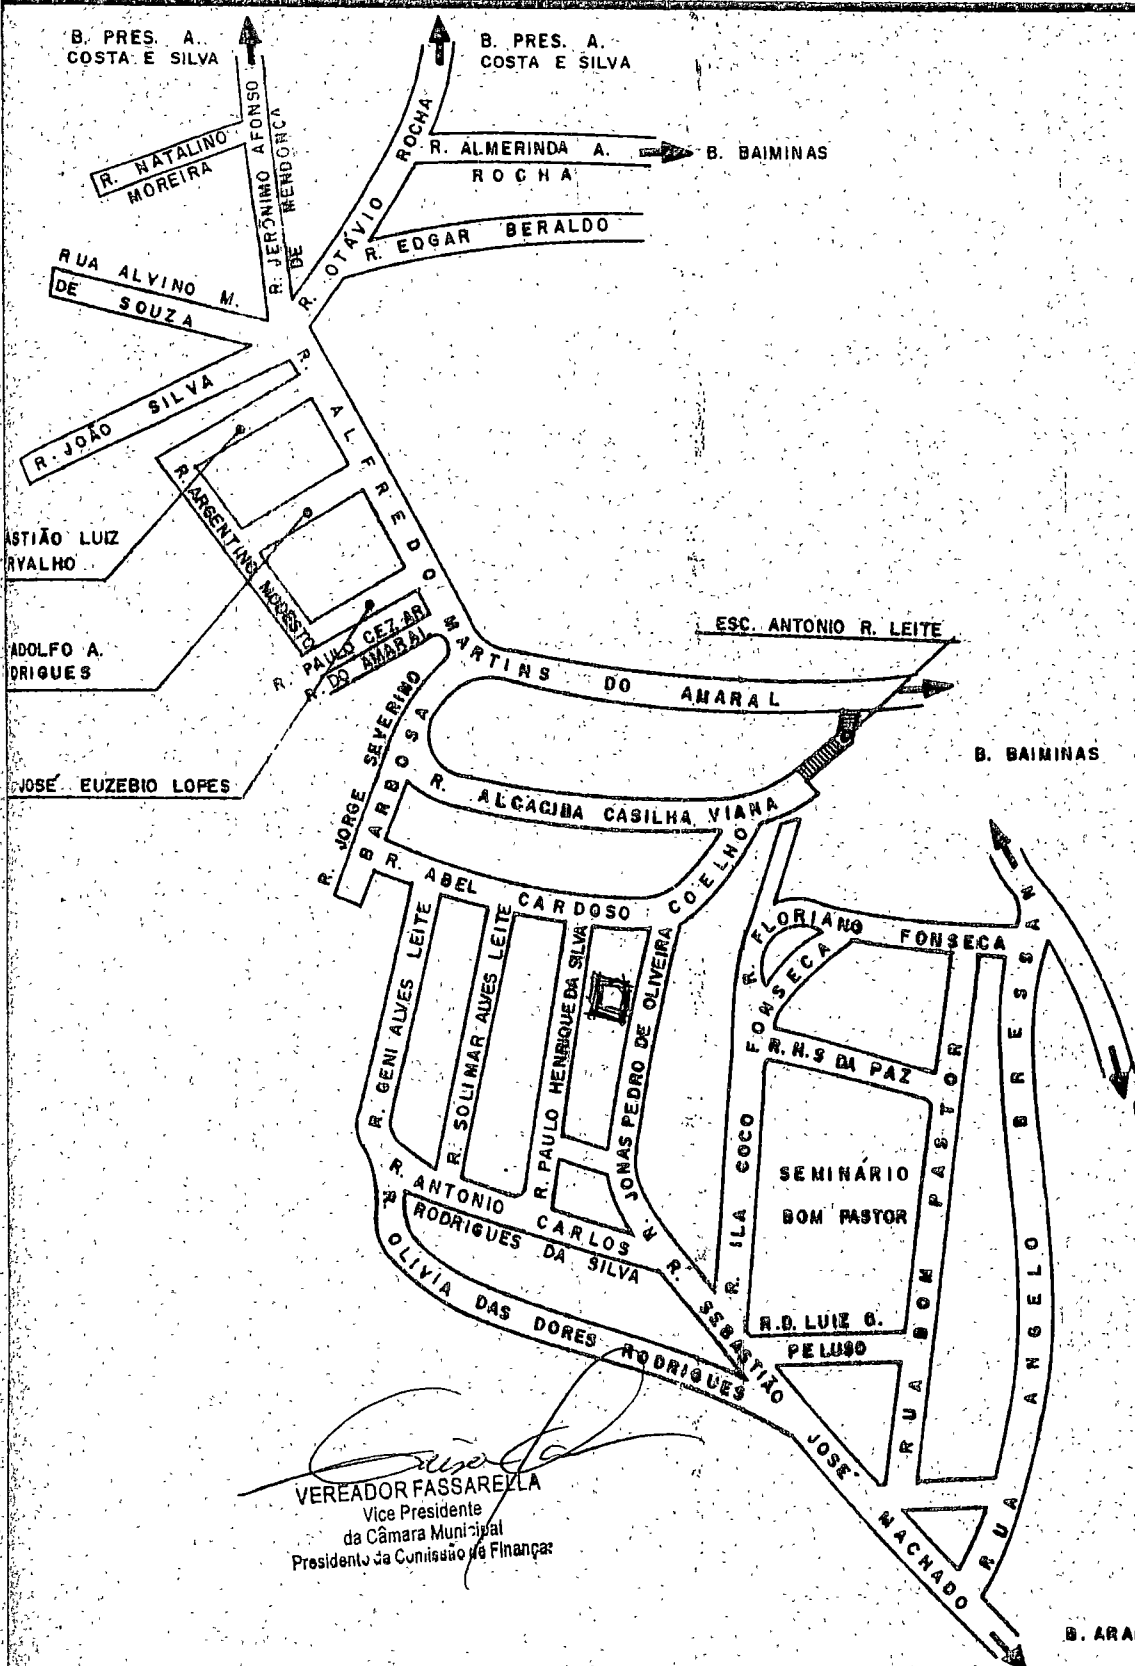 B. PRES. A.
COSTA E SILVA
B. PRES. A.
COSTA E SILVA
R. NATALINO
MOREIRA
R. JERÔNIMO AFONSO
DE MENDONÇA
R. OTÁVIO ROCHA
R. ALMERINDA A.
ROCHA
B. BAIMINAS
R. EDGAR BERALDO
RUA ALVINO M.
DE SOUZA
R. JOÃO SILVA
R. ALFREDO MARTINS DO AMARAL
R. ARGENTINO MODESTO
ASTIÃO LUIZ
RVALHO
ADOLFO A.
DRIGUES
JOSÉ EUZEBIO LOPES
R. PAULO CEZAR
R. DO AMARAL
ESC. ANTONIO R. LEITE
B. BAIMINAS
R. JORGE SEVERINO
BARBOSA
R. ALCACIBA CASILHA VIANA
R. ABEL CARDOSO COELHO
R. GENI ALVES LEITE
R. SOLIMAR ALVES LEITE
R. PAULO HENRIQUE DA SILVA
R. JONAS PEDRO DE OLIVEIRA
R. FLORIANO FONSECA
FONSECA
R. N.S DA PAZ
R. ILA COCO
SEMINÁRIO
BOM PASTOR
RUA BOM PASTOR
RUA ANGELO BRESSAN
R. ANTONIO CARLOS
RODRIGUES DA SILVA
R. OLIVIA DAS DORES RODRIGUES
R. SEBASTIÃO JOSÉ MACHADO
R.D. LUIZ G.
PELUSO
VEREADOR FASSARELLA
Vice Presidente
da Câmara Municipal
Presidente da Comissão de Finanças
B. ARA